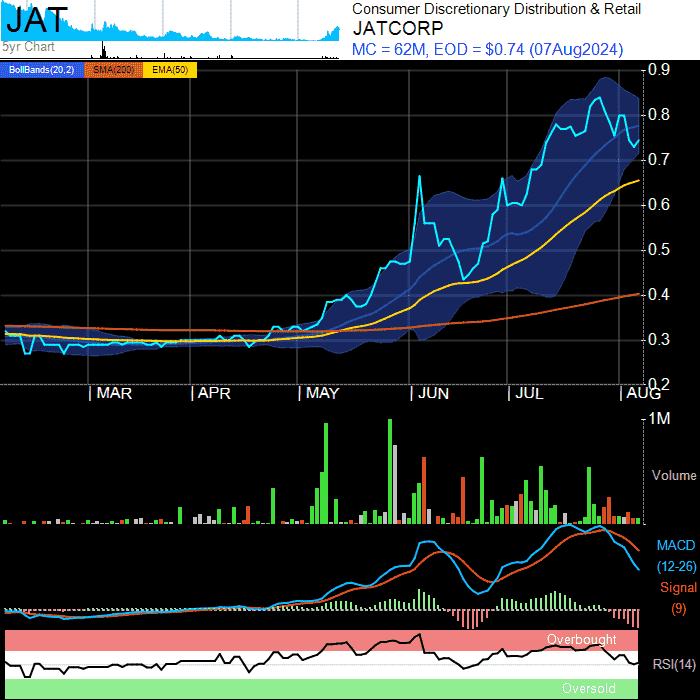 JAT
5yr Chart
Consumer Discretionary Distribution & Retail
JATCORP
MC = 62M, EOD = $0.74 (07Aug2024)
BollBands(20,2) SMA(200) EMA(50)
0.9
0.8
0.7
0.6
0.5
0.4
0.3
0.2
MAR APR MAY JUN JUL AUG
1M
Volume
MACD
(12-26)
Signal
(9)
Overbought
RSI(14)
Oversold